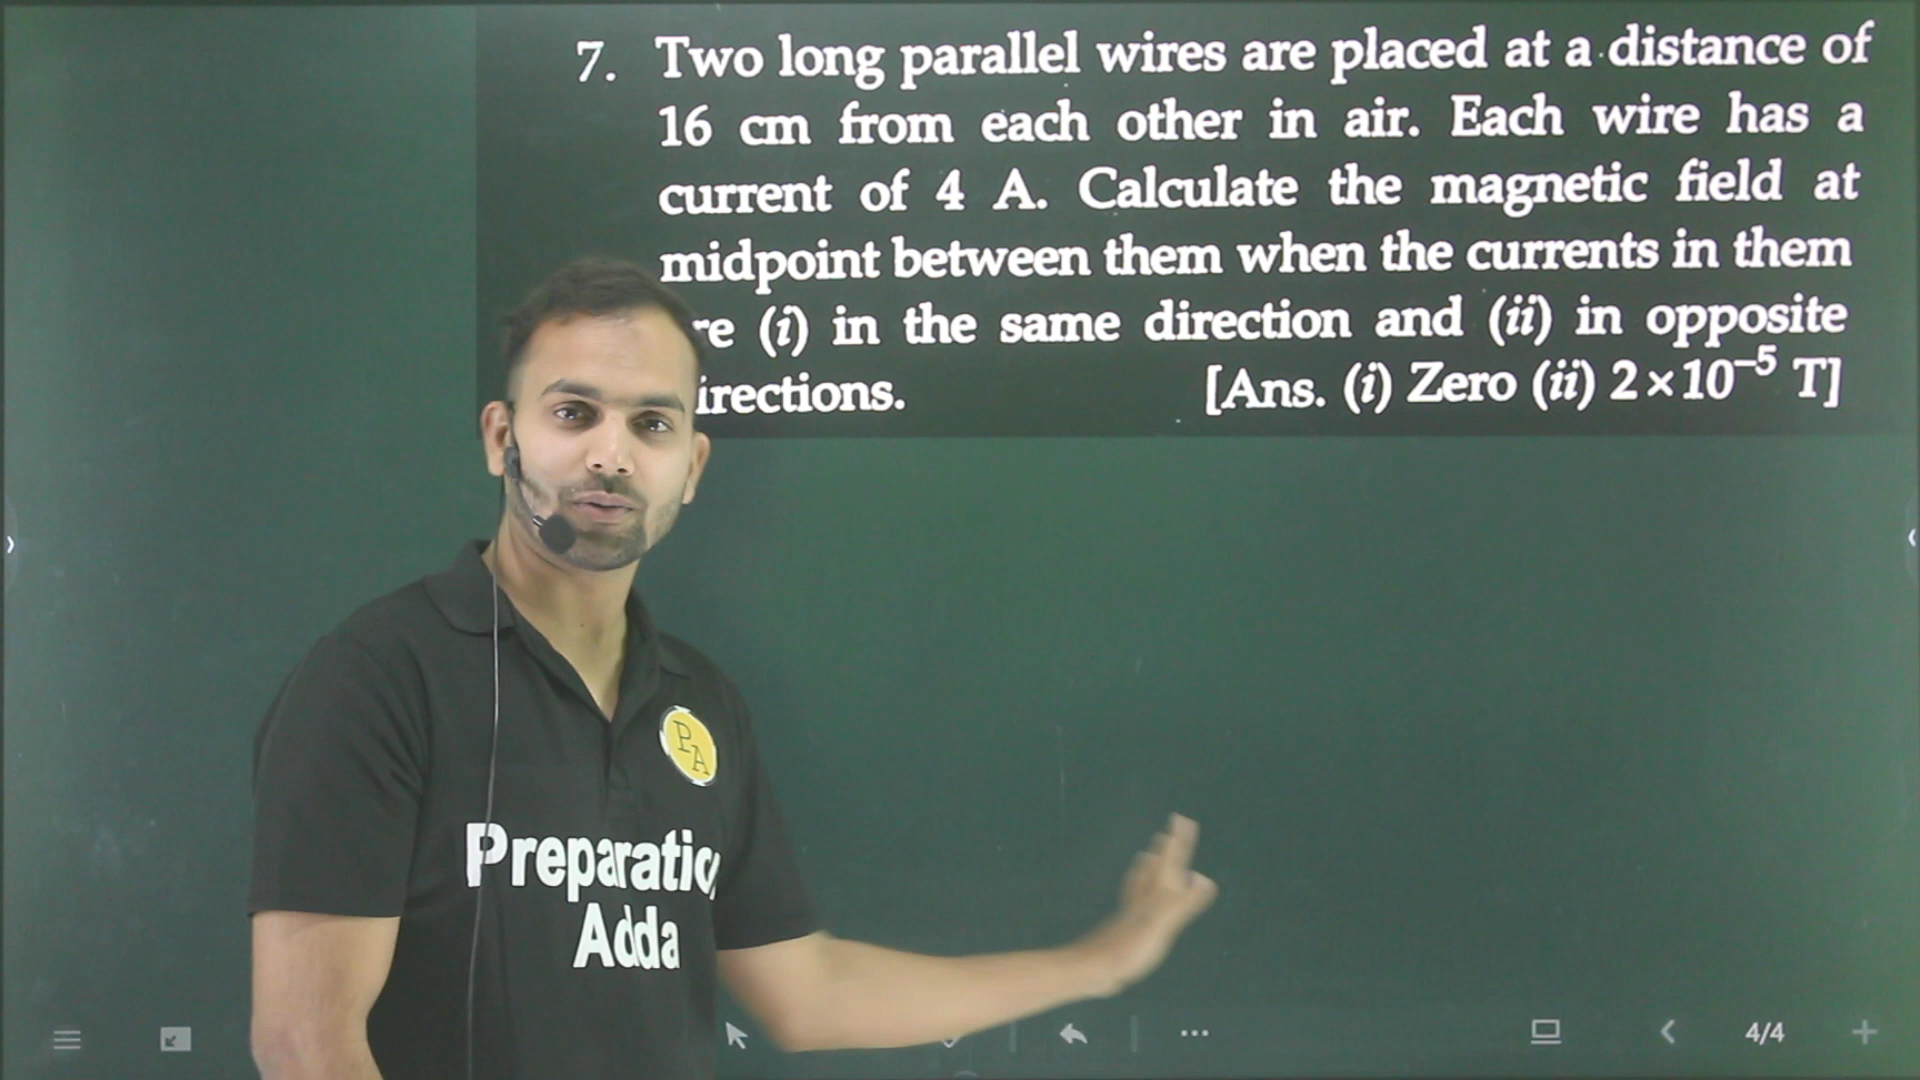 7. Two long parallel wires are placed at a distance of
16 cm from each other in air. Each wire has a
current of 4 A. Calculate the magnetic field at
midpoint between them when the currents in them
re (i) in the same direction and (ii) in opposite
irections. [Ans. (i) Zero (ii) 2×10⁻⁵ T]
PA
Preparatio
Adda
4/4